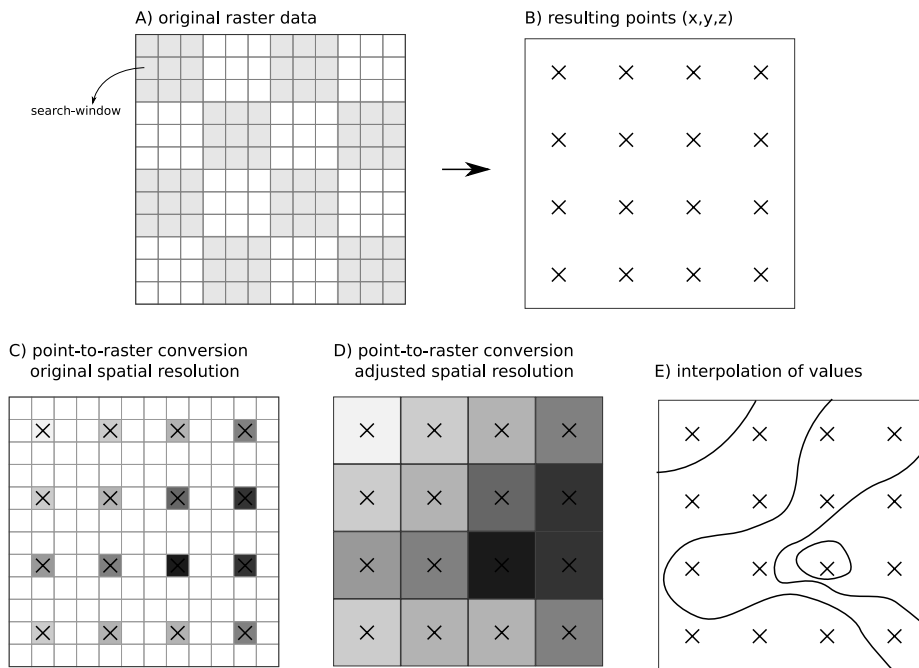 A) original raster data
B) resulting points (x,y,z)
search-window
C) point-to-raster conversion
original spatial resolution
D) point-to-raster conversion
adjusted spatial resolution
E) interpolation of values